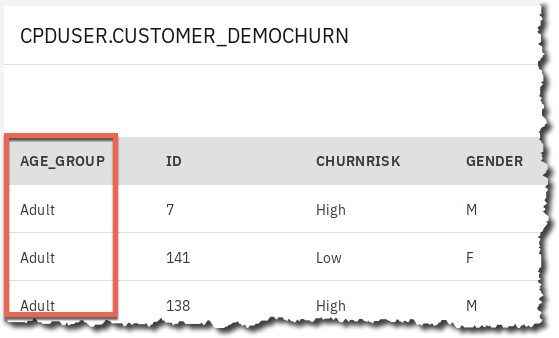 CPDUSER.CUSTOMER_DEMOCHURN
AGE_GROUP ID CHURNRISK GENDER
Adult 7 High M
Adult 141 Low F
Adult 138 High M